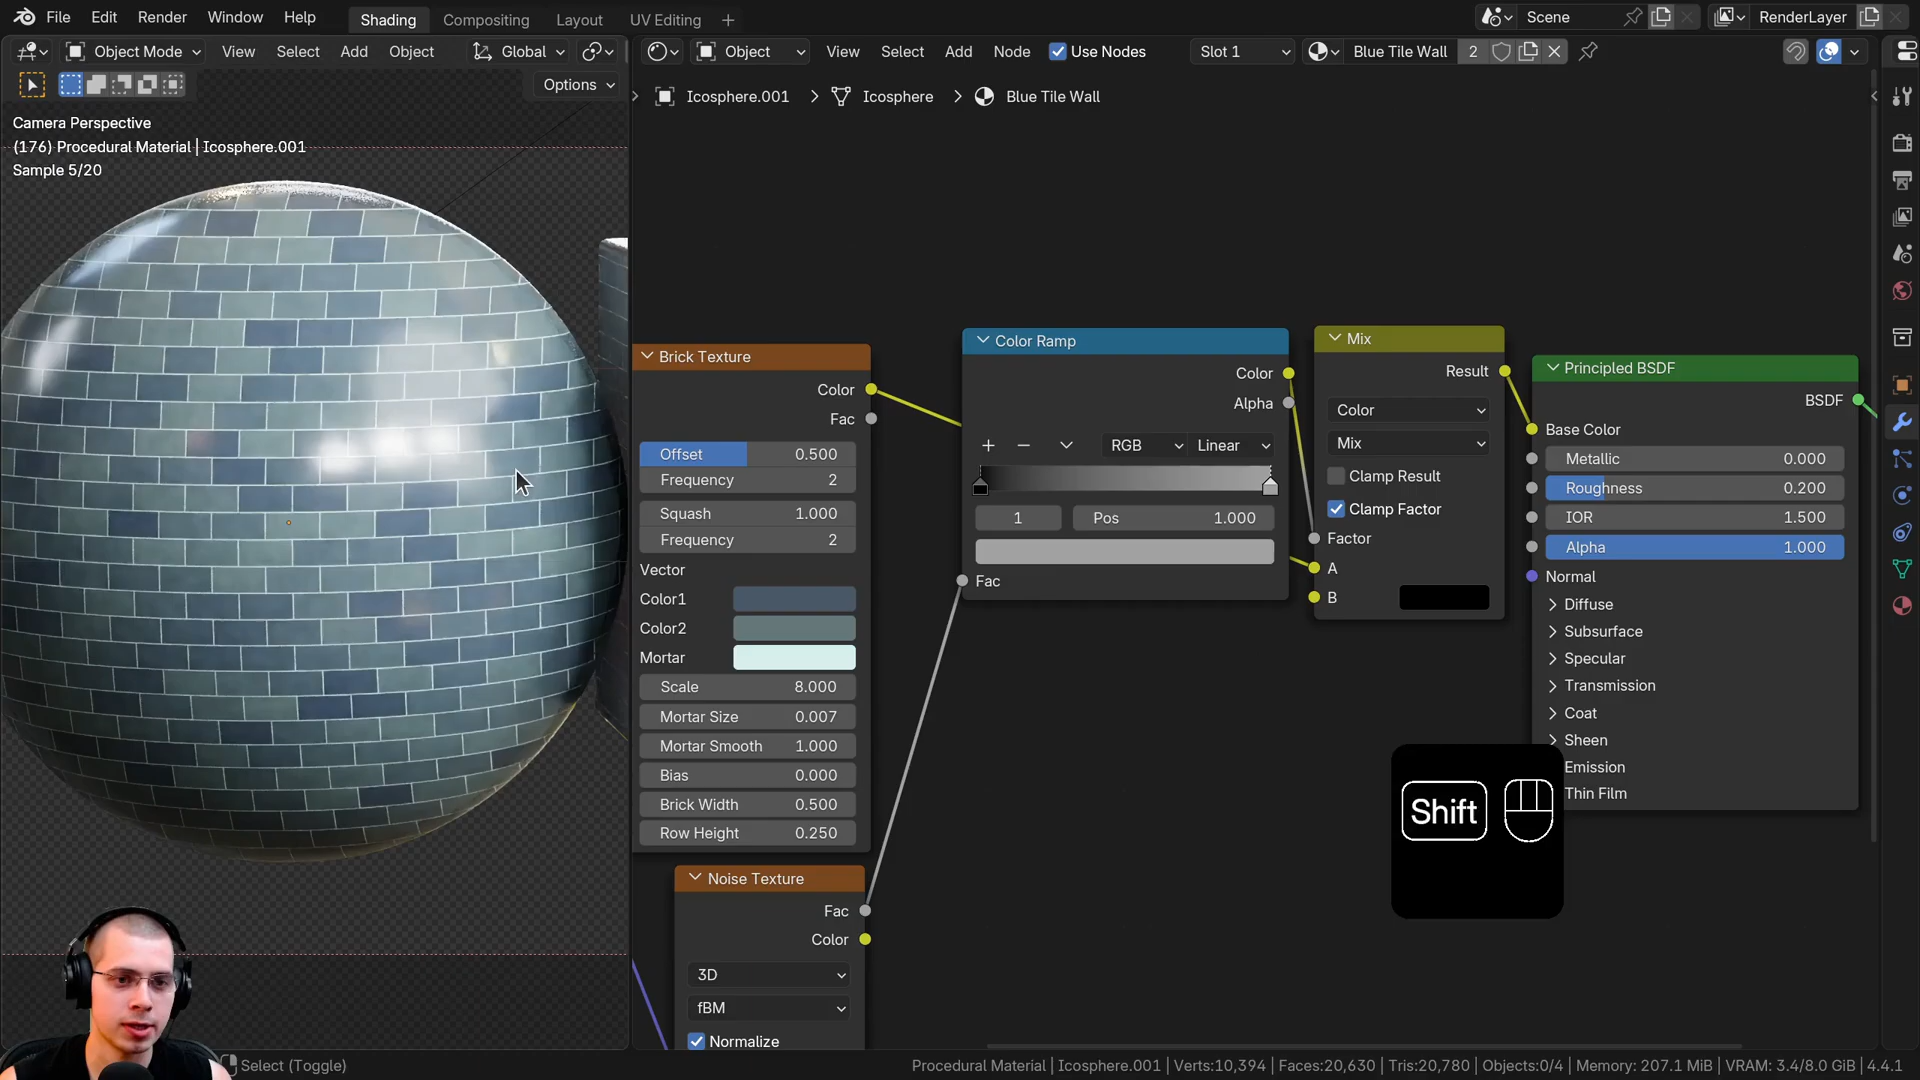 File Edit Render Window Help Shading Compositing Layout UV Editing + Scene RenderLayer
Object Mode View Select Add Object Global Object View Select Add Node Use Nodes Slot 1 Blue Tile Wall 2
Options
Icosphere.001 > Icosphere > Blue Tile Wall
Camera Perspective
(176) Procedural Material | Icosphere.001
Sample 5/20
Brick Texture
Color
Fac
Offset 0.500
Frequency 2
Squash 1.000
Frequency 2
Vector
Color1
Color2
Mortar
Scale 8.000
Mortar Size 0.007
Mortar Smooth 1.000
Bias 0.000
Brick Width 0.500
Row Height 0.250
Noise Texture
Fac
Color
3D
fBM
Normalize
Color Ramp
Color
Alpha
RGB Linear
1 Pos 1.000
Fac
Mix
Result
Color
Mix
Clamp Result
Clamp Factor
Factor
A
B
Principled BSDF
BSDF
Base Color
Metallic 0.000
Roughness 0.200
IOR 1.500
Alpha 1.000
Normal
Diffuse
Subsurface
Specular
Transmission
Coat
Sheen
Emission
Thin Film
Shift
Select (Toggle)
Procedural Material | Icosphere.001 | Verts:10,394 | Faces:20,630 | Tris:20,780 | Objects:0/4 | Memory: 207.1 MiB | VRAM: 3.4/8.0 GiB | 4.4.1